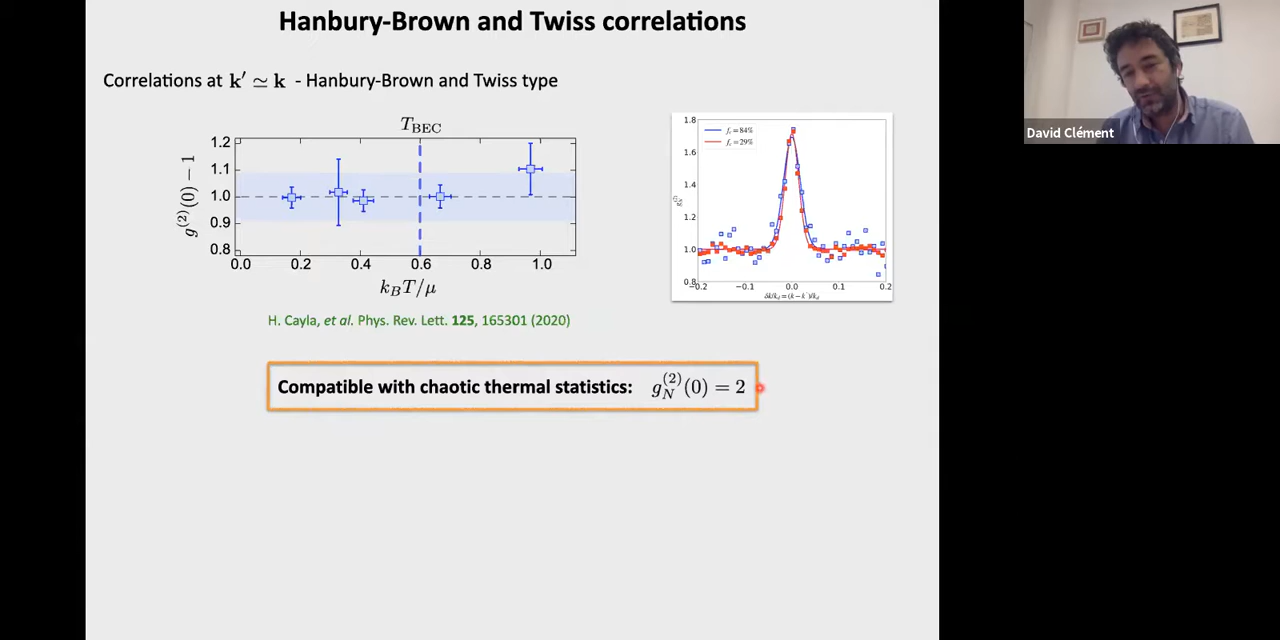 Hanbury-Brown and Twiss correlations
Correlations at k′ ≃ k - Hanbury-Brown and Twiss type
T_BEC
g^(2)(0) − 1
1.2
1.1
1.0
0.9
0.8
0.0 0.2 0.4 0.6 0.8 1.0
k_B T/μ
H. Cayla, et al. Phys. Rev. Lett. 125, 165301 (2020)
1.8
1.6
1.4
1.2
1.0
0.8
f_c = 84%
f_c = 29%
−0.2 −0.1 0.0 0.1 0.2
Compatible with chaotic thermal statistics: g_N^(2)(0) = 2
David Clément